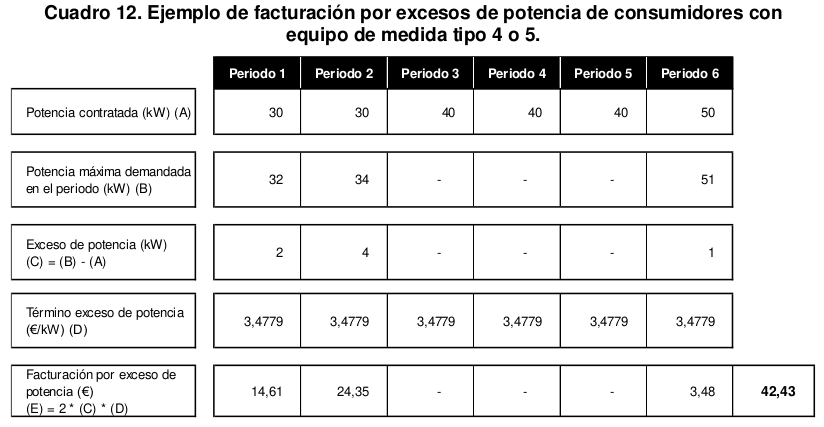 Cuadro 12. Ejemplo de facturación por excesos de potencia de consumidores con
equipo de medida tipo 4 o 5.
Periodo 1 Periodo 2 Periodo 3 Periodo 4 Periodo 5 Periodo 6
Potencia contratada (kW) (A) 30 30 40 40 40 50
Potencia máxima demandada
en el periodo (kW) (B) 32 34 - - - 51
Exceso de potencia (kW)
(C) = (B) - (A) 2 4 - - - 1
Término exceso de potencia
(€/kW) (D) 3,4779 3,4779 3,4779 3,4779 3,4779 3,4779
Facturación por exceso de
potencia (€) 14,61 24,35 - - - 3,48 42,43
(E) = 2 * (C) * (D)